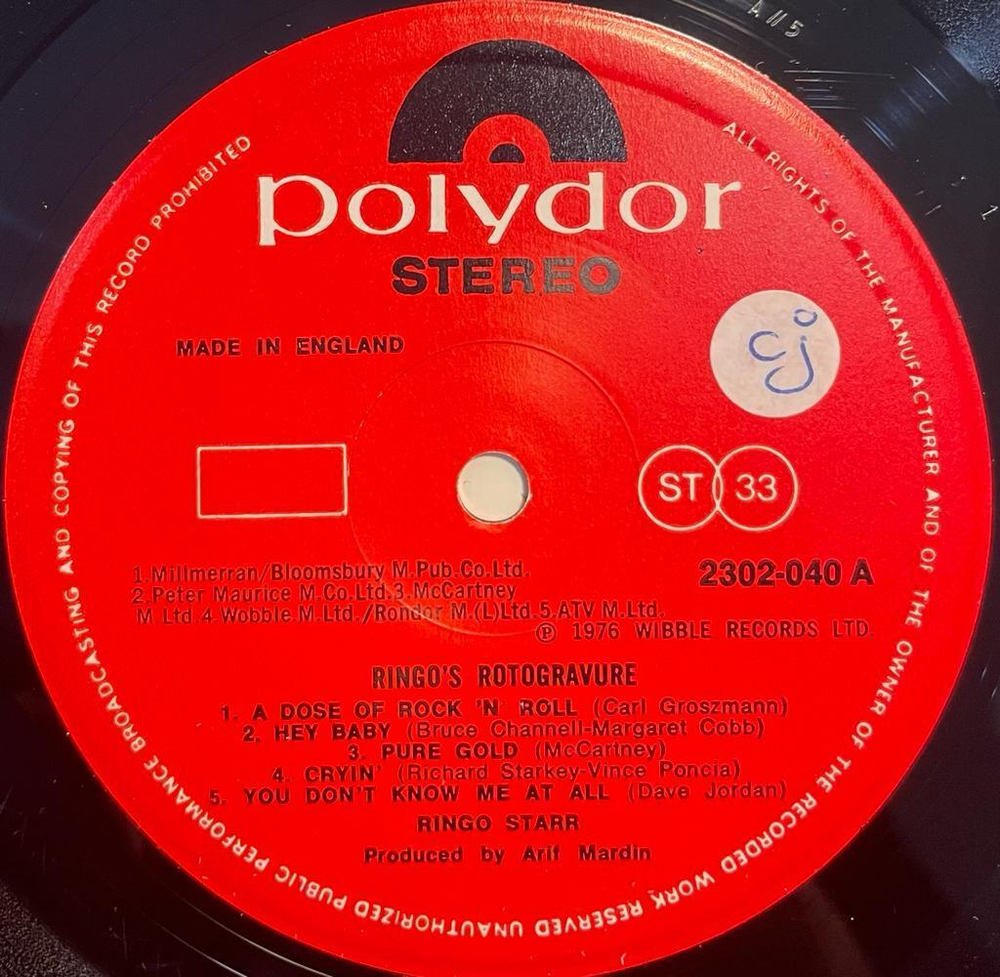 A//5
polydor
STEREO
MADE IN ENGLAND
cj
ST 33
1.Millmerran/Bloomsbury M.Pub.Co.Ltd.
2.Peter Maurice M.Co.Ltd.3.McCartney
M.Ltd.4 Wobble M.Ltd./Rondor M.(L)Ltd.5.ATV M.Ltd.
2302-040 A
℗ 1976 WIBBLE RECORDS LTD.
RINGO'S ROTOGRAVURE
1. A DOSE OF ROCK 'N' ROLL (Carl Groszmann)
2. HEY BABY (Bruce Channell-Margaret Cobb)
3. PURE GOLD (McCartney)
4. CRYIN' (Richard Starkey-Vince Poncia)
5. YOU DON'T KNOW ME AT ALL (Dave Jordan)
RINGO STARR
Produced by Arif Mardin
ALL RIGHTS OF THE MANUFACTURER AND OF THE OWNER OF THE RECORDED WORK RESERVED UNAUTHORIZED PUBLIC PERFORMANCE BROADCASTING AND COPYING OF THIS RECORD PROHIBITED